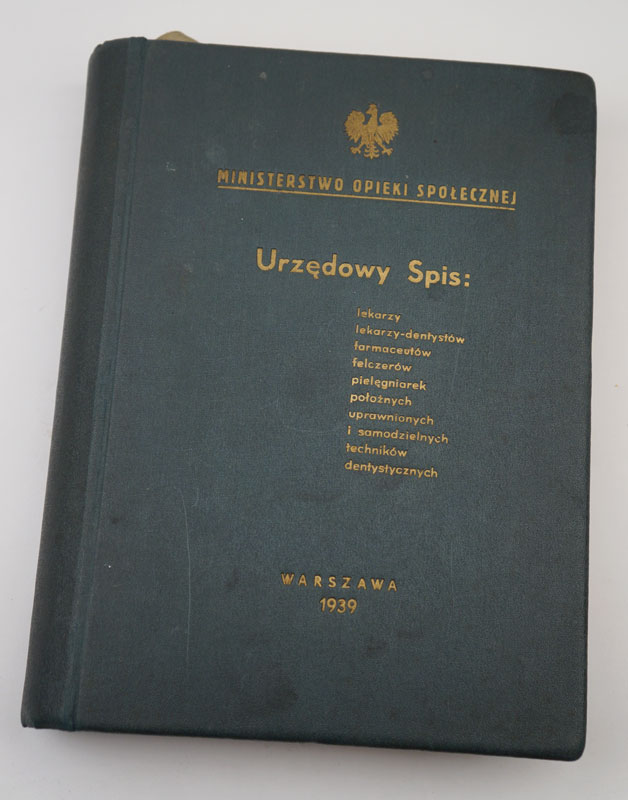 MINISTERSTWO OPIEKI SPOŁECZNEJ
Urzędowy Spis:
lekarzy
lekarzy-dentystów
farmaceutów
felczerów
pielęgniarek
położnych
uprawnionych
i samodzielnych
techników
dentystycznych
WARSZAWA
1939